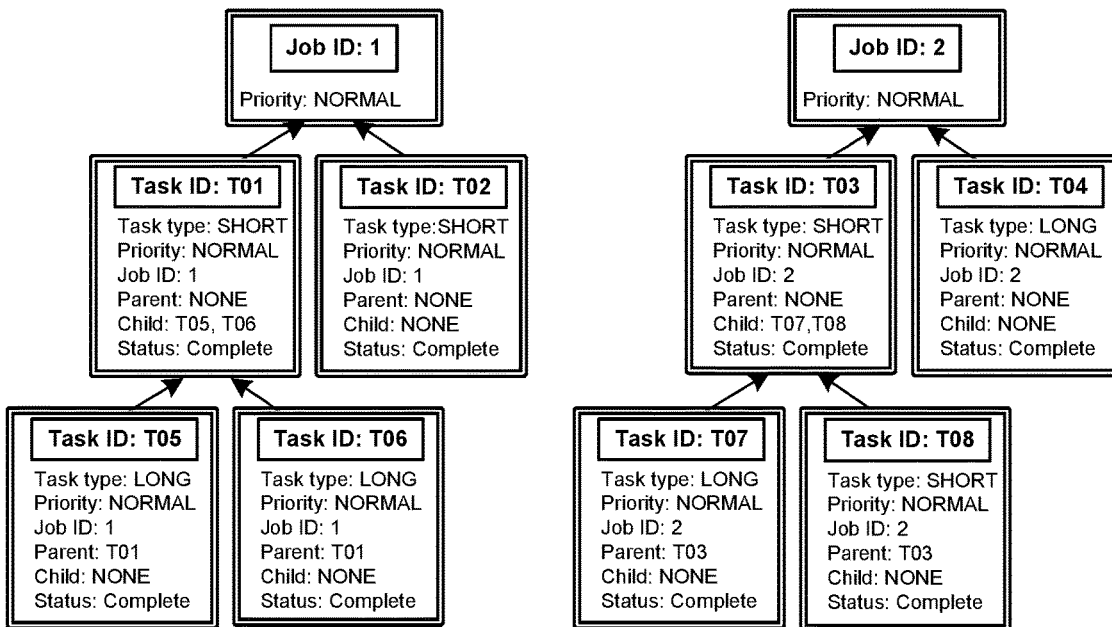 Job ID: 1
Priority: NORMAL
Job ID: 2
Priority: NORMAL
Task ID: T01
Task type: SHORT
Priority: NORMAL
Job ID: 1
Parent: NONE
Child: T05, T06
Status: Complete
Task ID: T02
Task type:SHORT
Priority: NORMAL
Job ID: 1
Parent: NONE
Child: NONE
Status: Complete
Task ID: T03
Task type: SHORT
Priority: NORMAL
Job ID: 2
Parent: NONE
Child: T07,T08
Status: Complete
Task ID: T04
Task type: LONG
Priority: NORMAL
Job ID: 2
Parent: NONE
Child: NONE
Status: Complete
Task ID: T05
Task type: LONG
Priority: NORMAL
Job ID: 1
Parent: T01
Child: NONE
Status: Complete
Task ID: T06
Task type: LONG
Priority: NORMAL
Job ID: 1
Parent: T01
Child: NONE
Status: Complete
Task ID: T07
Task type: LONG
Priority: NORMAL
Job ID: 2
Parent: T03
Child: NONE
Status: Complete
Task ID: T08
Task type: SHORT
Priority: NORMAL
Job ID: 2
Parent: T03
Child: NONE
Status: Complete